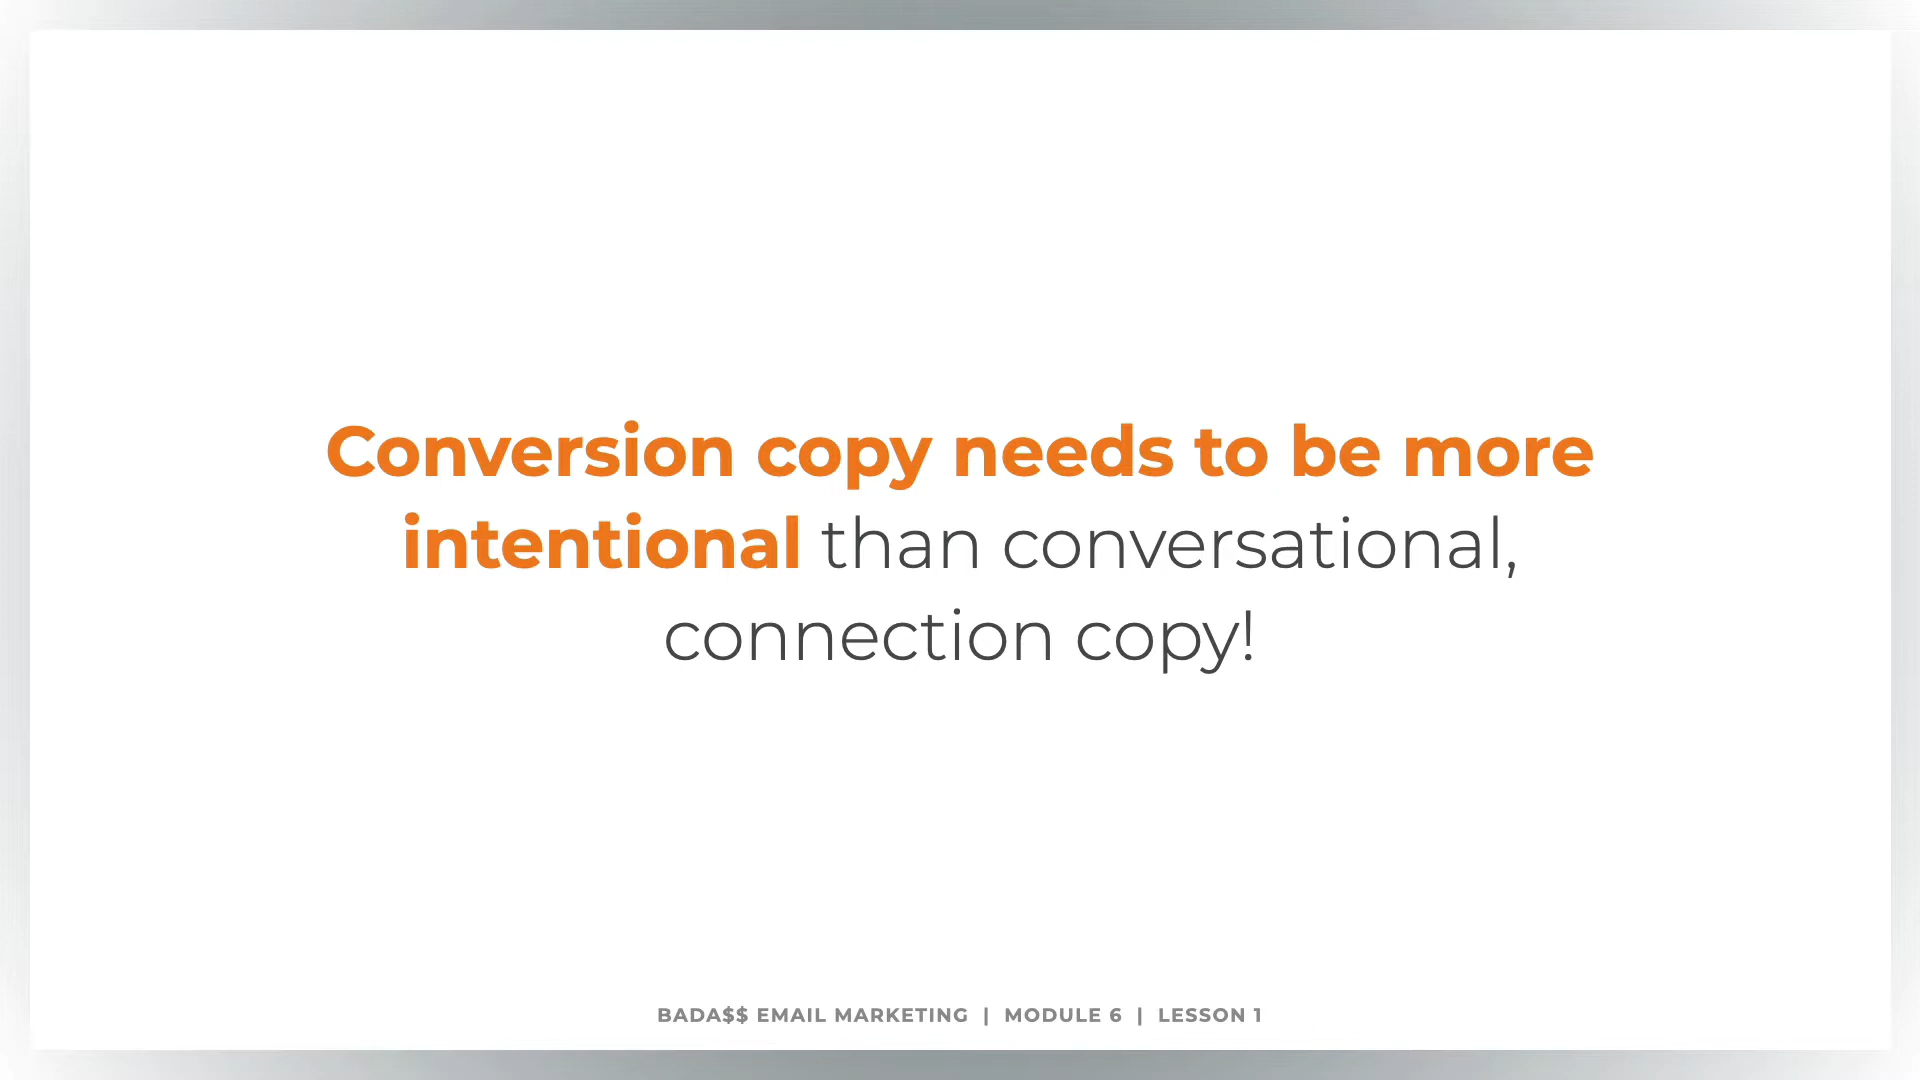 Conversion copy needs to be more
intentional than conversational,
connection copy!
BADA$$ EMAIL MARKETING | MODULE 6 | LESSON 1